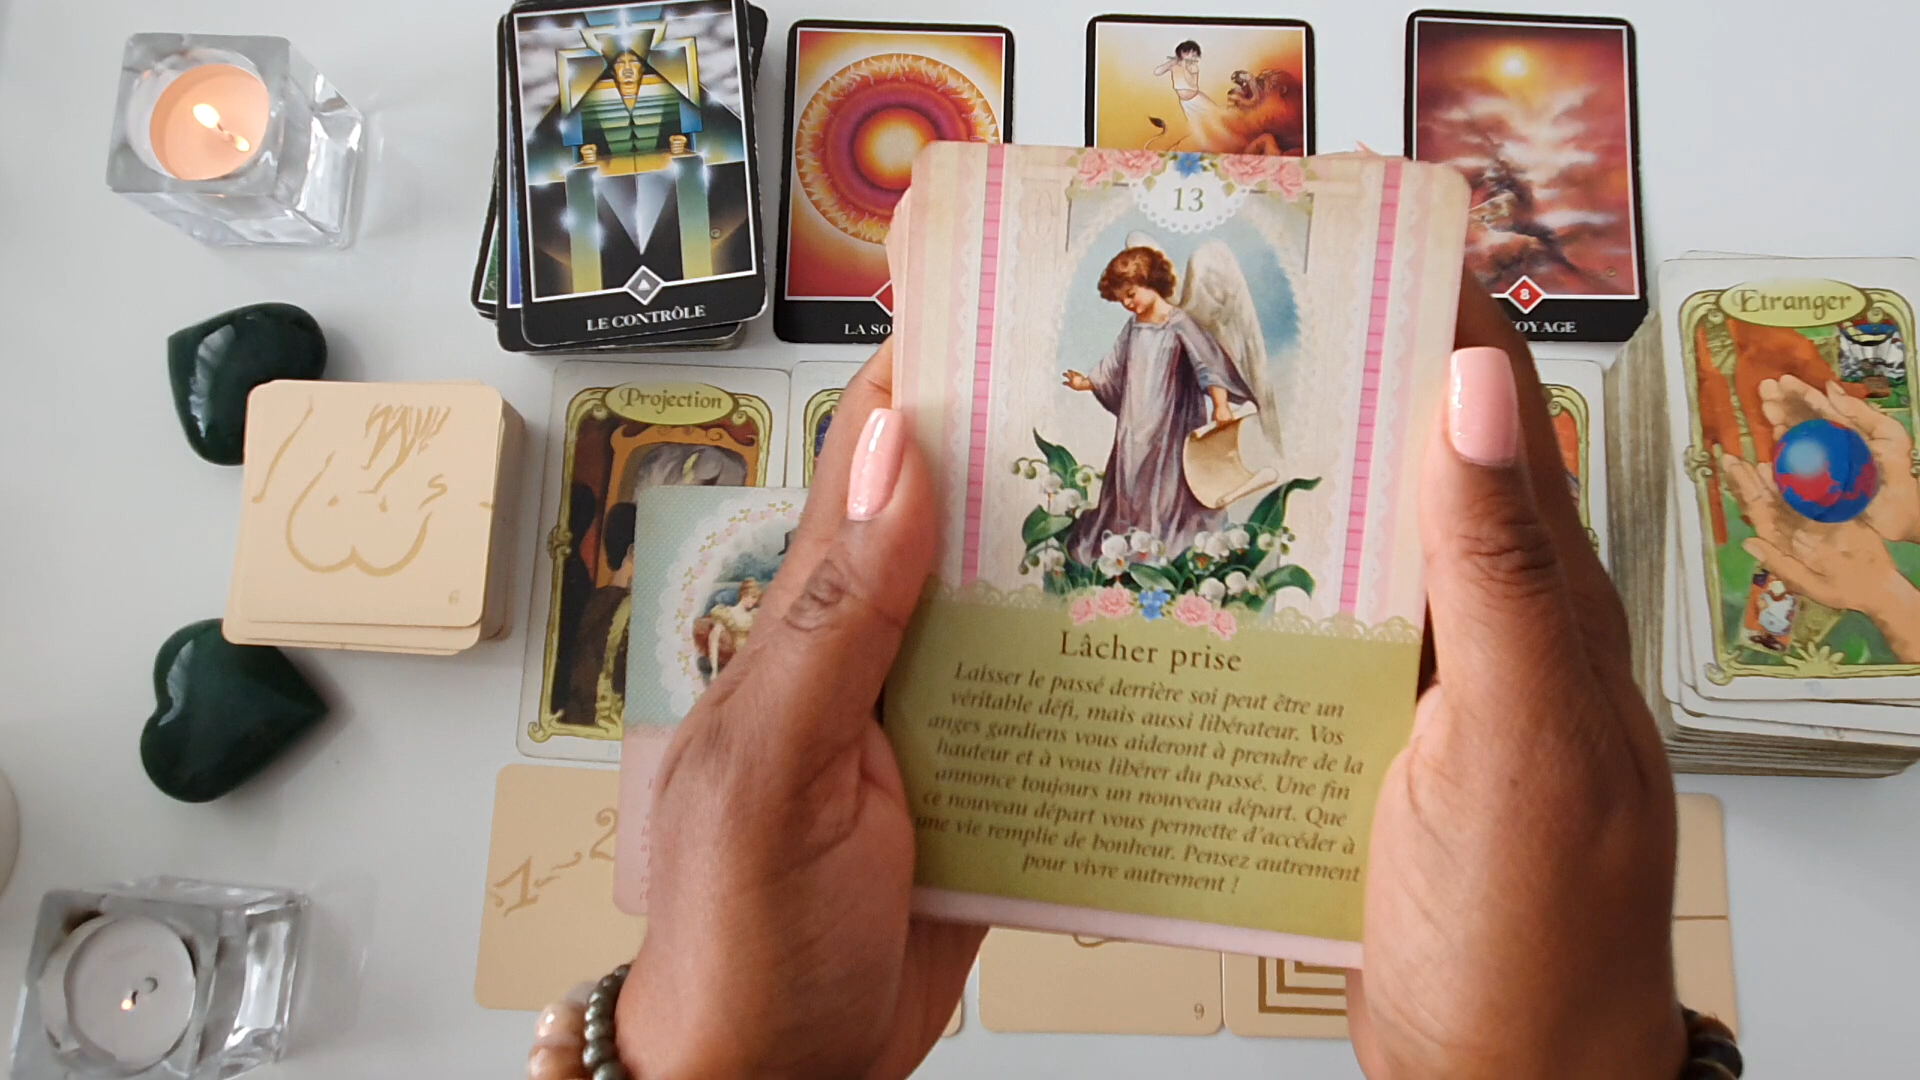 LE CONTRÔLE
LA SO
8
OYAGE
Etranger
Projection
13
Lâcher prise
Laisser le passé derrière soi peut être un
véritable défi, mais aussi libérateur. Vos
anges gardiens vous aideront à prendre de la
hauteur et à vous libérer du passé. Une fin
annonce toujours un nouveau départ. Que
ce nouveau départ vous permette d'accéder à
une vie remplie de bonheur. Pensez autrement
pour vivre autrement !
6
1~2
9